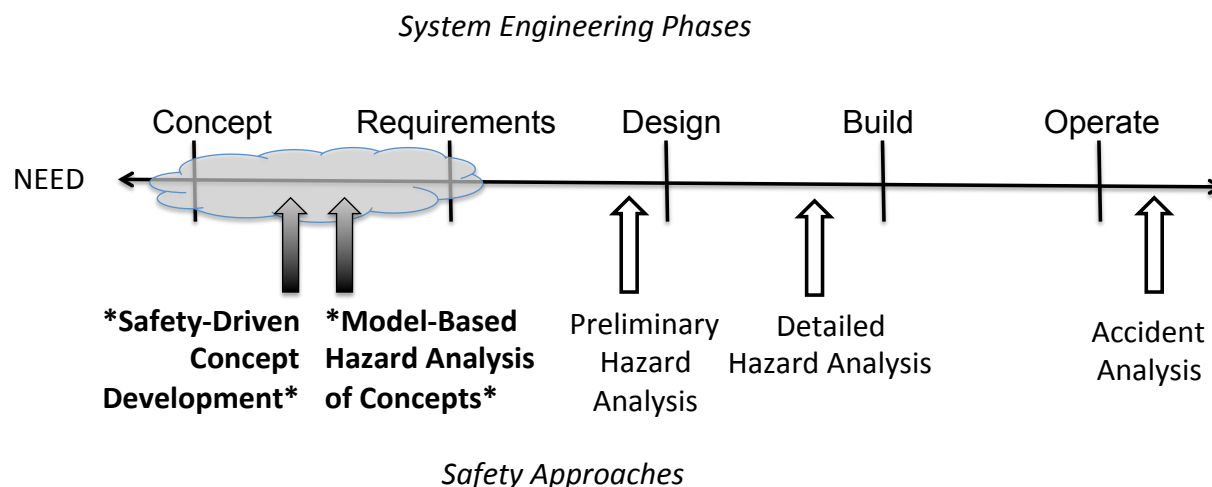 System Engineering Phases
Concept
Requirements
Design
Build
Operate
NEED
*Safety-Driven
Concept
Development*
*Model-Based
Hazard Analysis
of Concepts*
Preliminary
Hazard
Analysis
Detailed
Hazard Analysis
Accident
Analysis
Safety Approaches